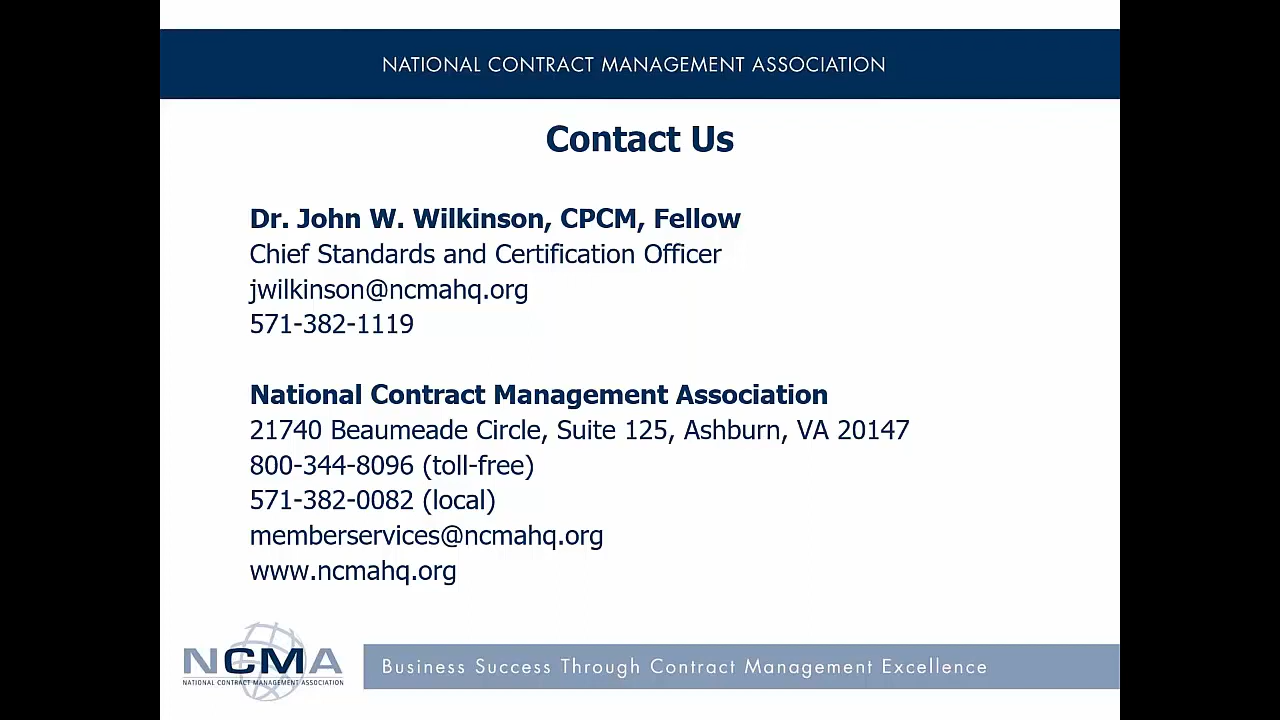 NATIONAL CONTRACT MANAGEMENT ASSOCIATION
Contact Us
Dr. John W. Wilkinson, CPCM, Fellow
Chief Standards and Certification Officer
jwilkinson@ncmahq.org
571-382-1119
National Contract Management Association
21740 Beaumeade Circle, Suite 125, Ashburn, VA 20147
800-344-8096 (toll-free)
571-382-0082 (local)
memberservices@ncmahq.org
www.ncmahq.org
NCMA
NATIONAL CONTRACT MANAGEMENT ASSOCIATION
Business Success Through Contract Management Excellence